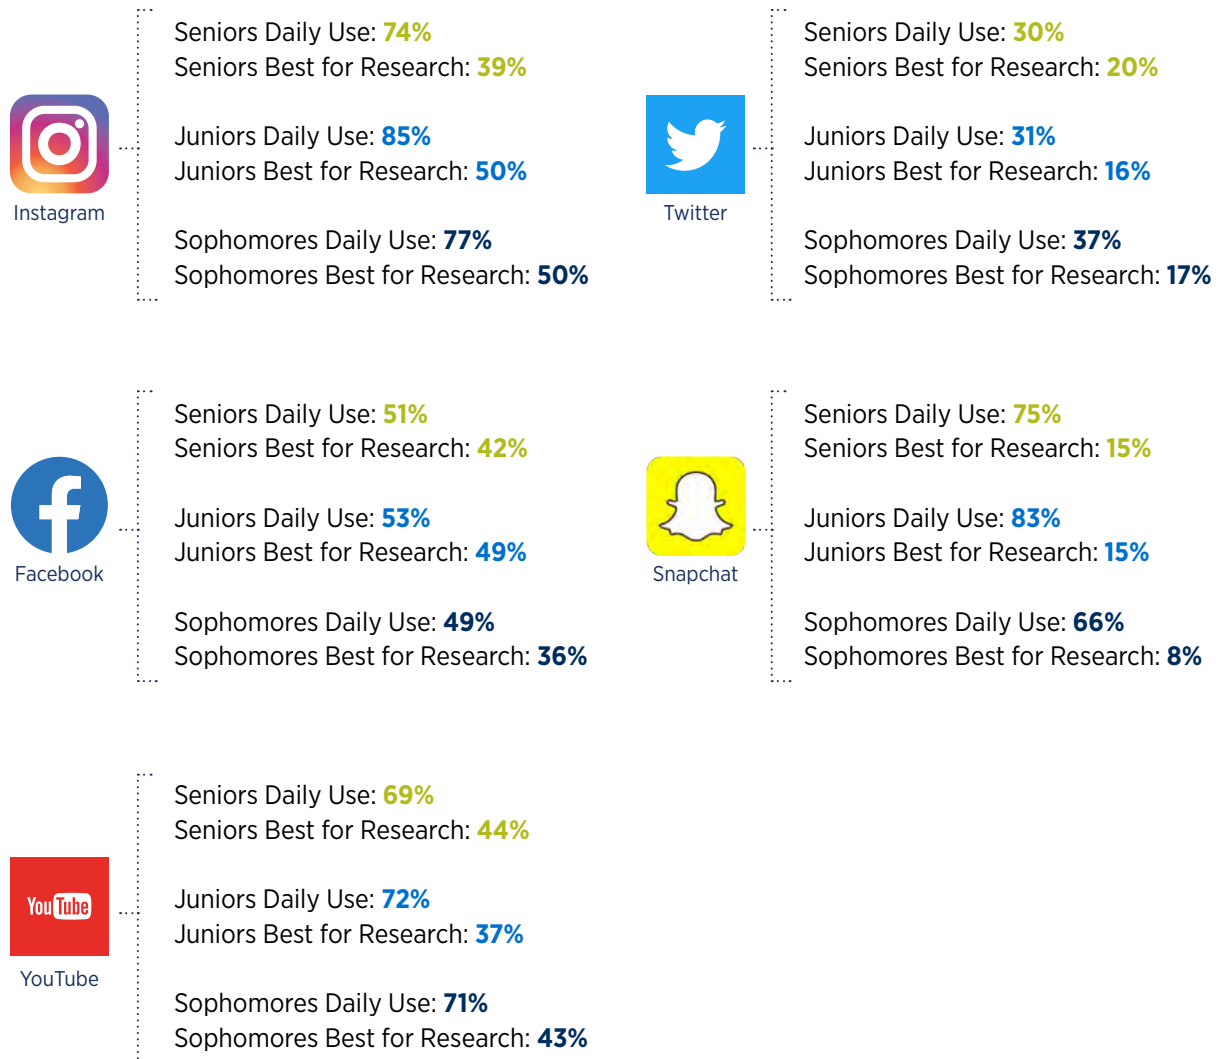 Seniors Daily Use: 74%
Seniors Best for Research: 39%
Juniors Daily Use: 85%
Juniors Best for Research: 50%
Sophomores Daily Use: 77%
Sophomores Best for Research: 50%
Instagram
Seniors Daily Use: 30%
Seniors Best for Research: 20%
Juniors Daily Use: 31%
Juniors Best for Research: 16%
Sophomores Daily Use: 37%
Sophomores Best for Research: 17%
Twitter
Seniors Daily Use: 51%
Seniors Best for Research: 42%
Juniors Daily Use: 53%
Juniors Best for Research: 49%
Sophomores Daily Use: 49%
Sophomores Best for Research: 36%
Facebook
Seniors Daily Use: 75%
Seniors Best for Research: 15%
Juniors Daily Use: 83%
Juniors Best for Research: 15%
Sophomores Daily Use: 66%
Sophomores Best for Research: 8%
Snapchat
Seniors Daily Use: 69%
Seniors Best for Research: 44%
Juniors Daily Use: 72%
Juniors Best for Research: 37%
Sophomores Daily Use: 71%
Sophomores Best for Research: 43%
YouTube
YouTube